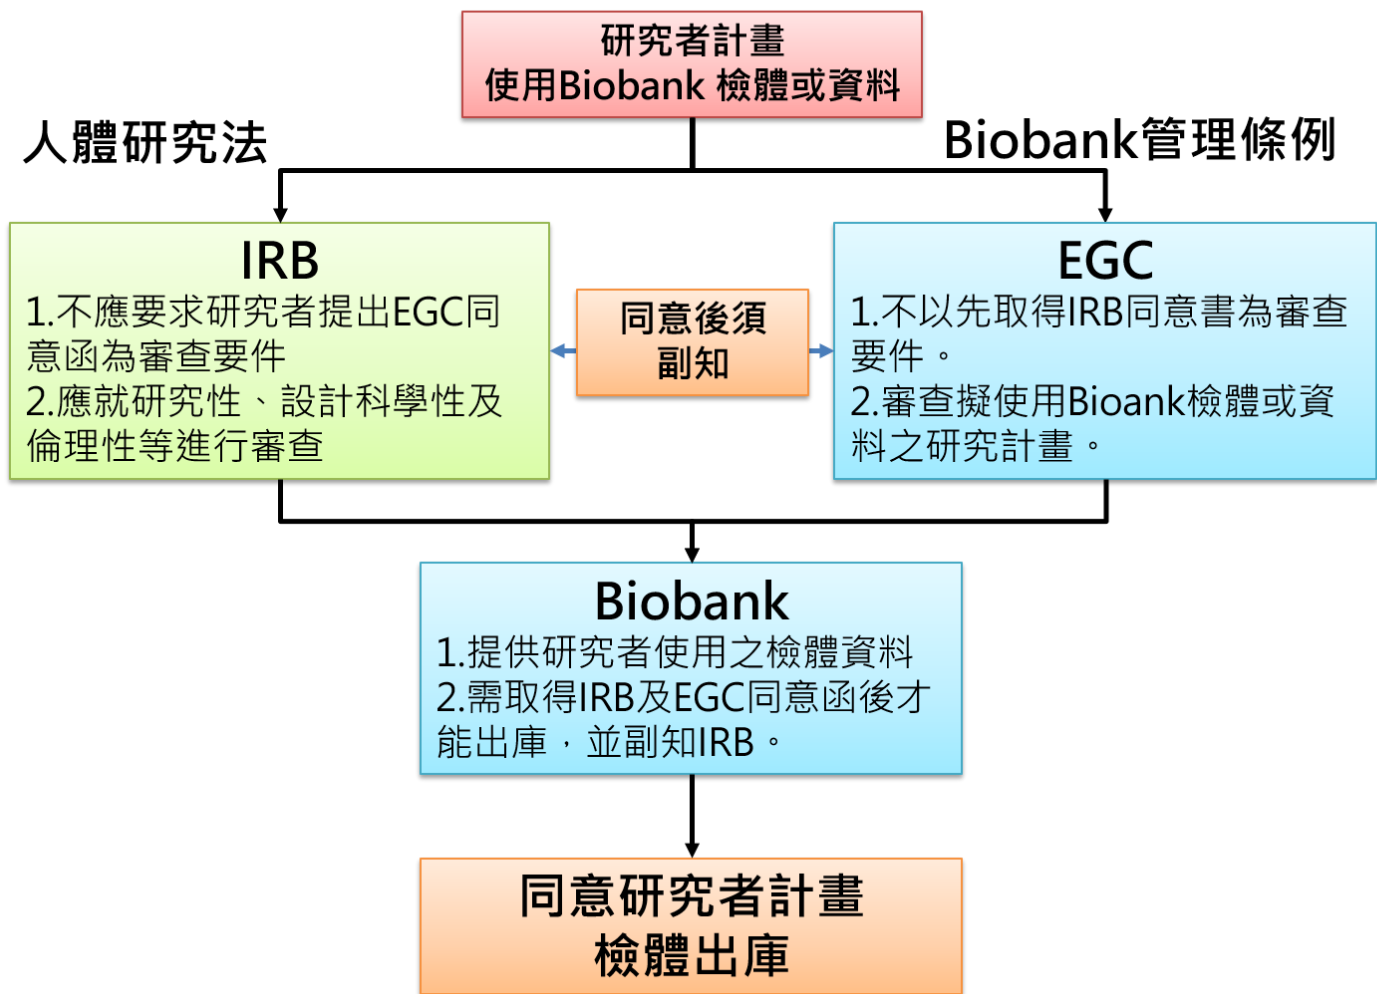 研究者計畫
使用Biobank 檢體或資料
人體研究法
Biobank管理條例
IRB
1.不應要求研究者提出EGC同
意函為審查要件
2.應就研究性、設計科學性及
倫理性等進行審查
同意後須
副知
EGC
1.不以先取得IRB同意書為審查
要件。
2.審查擬使用Bioank檢體或資
料之研究計畫。
Biobank
1.提供研究者使用之檢體資料
2.需取得IRB及EGC同意函後才
能出庫，並副知IRB。
同意研究者計畫
檢體出庫